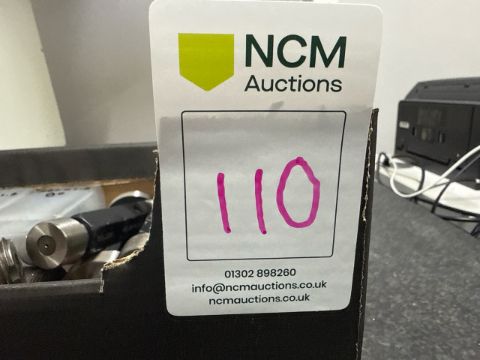 NCM
Auctions
110
01302 898260
info@ncmauctions.co.uk
ncmauctions.co.uk